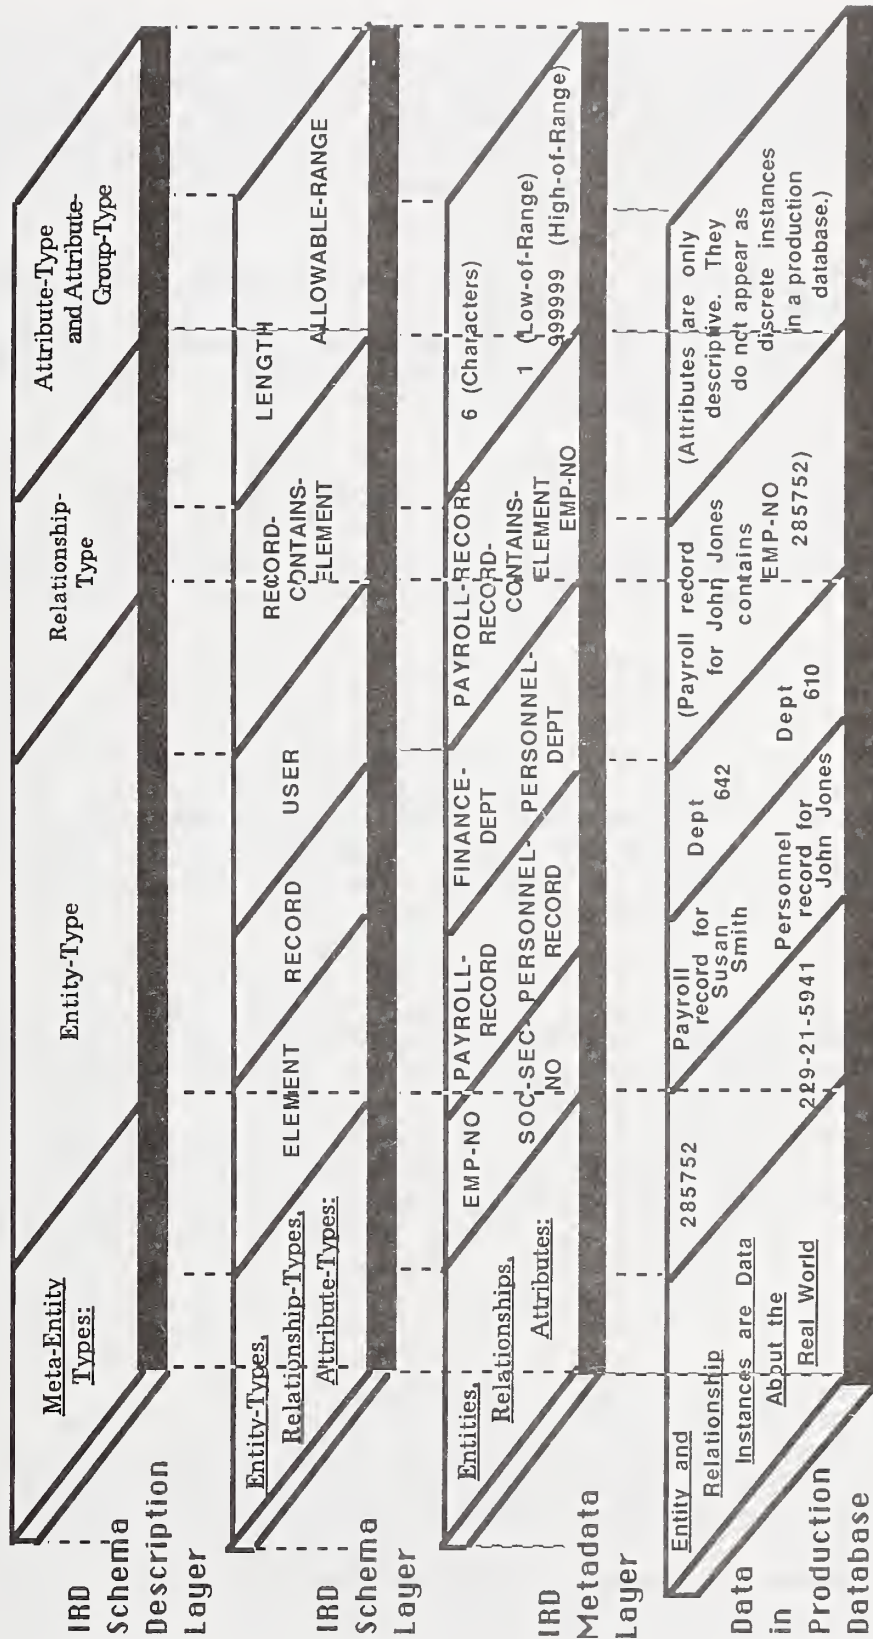 IRD
Schema
Description
Layer
Meta-Entity
Types:
Entity-Type
Relationship-
Type
Attribute-Type
and Attribute-
Group-Type
IRD
Schema
Layer
Entity-Types,
Relationship-Types,
Attribute-Types:
ELEMENT
RECORD
USER
RECORD-
CONTAINS-
ELEMENT
LENGTH
ALLOWABLE-RANGE
IRD
Metadata
Layer
Entities,
Relationships,
Attributes:
EMP-NO
SOC-SEC-
NO
PAYROLL-
RECORD
PERSONNEL-
RECORD
FINANCE-
DEPT
PERSONNEL-
DEPT
PAYROLL-RECORD
RECORD-
CONTAINS-
ELEMENT
EMP-NO
6 (Characters)
1 (Low-of-Range)
999999 (High-of-Range)
Data
in
Production
Database
Entity and
Relationship
Instances are Data
About the
Real World
285752
229-21-5941
Payroll
record for
Susan
Smith
Personnel
record for
John Jones
Dept
642
Dept
610
(Payroll record
for John Jones
contains
EMP-NO
285752)
(Attributes are only
descriptive. They
do not appear as
discrete instances
in a production
database.)